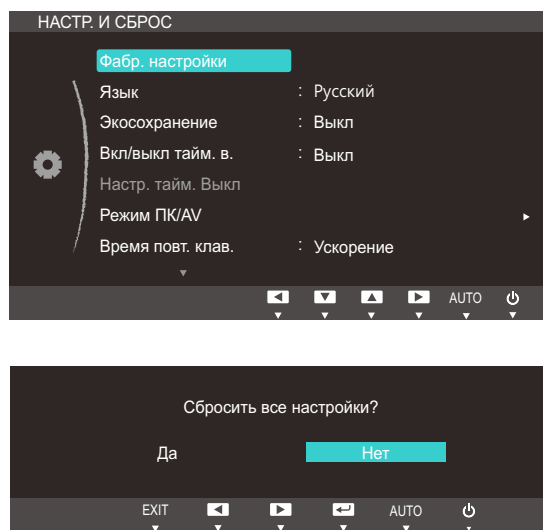 НАСТР. И СБРОС
Фабр. настройки
Язык : Русский
Экосохранение : Выкл
Вкл/выкл тайм. в. : Выкл
Настр. тайм. Выкл
Режим ПК/AV
Время повт. клав. : Ускорение
AUTO
Сбросить все настройки?
Да Нет
EXIT AUTO